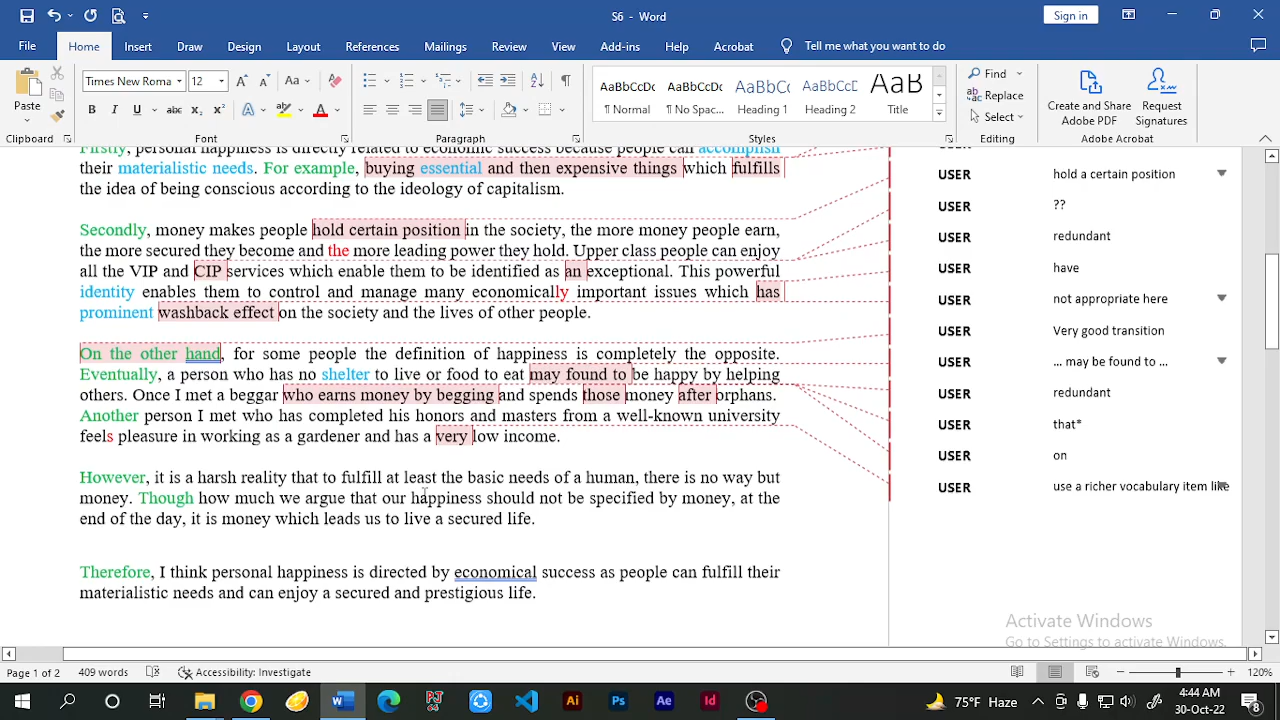 S6 - Word
Sign in
File Home Insert Draw Design Layout References Mailings Review View Add-ins Help Acrobat Tell me what you want to do
Paste
Times New Roma 12
Find
Replace
Select
AaBbCcDc AaBbCcDc AaBbC AaBbCcD AaB
¶ Normal ¶ No Spac... Heading 1 Heading 2 Title
Create and Share Adobe PDF
Request Signatures
Clipboard Font Paragraph Styles Editing Adobe Acrobat
Firstly, personal happiness is directly related to economic success because people can accomplish
their materialistic needs. For example, buying essential and then expensive things which fulfills
the idea of being conscious according to the ideology of capitalism.
Secondly, money makes people hold certain position in the society, the more money people earn,
the more secured they become and the more leading power they hold. Upper class people can enjoy
all the VIP and CIP services which enable them to be identified as an exceptional. This powerful
identity enables them to control and manage many economically important issues which has
prominent washback effect on the society and the lives of other people.
On the other hand, for some people the definition of happiness is completely the opposite.
Eventually, a person who has no shelter to live or food to eat may found to be happy by helping
others. Once I met a beggar who earns money by begging and spends those money after orphans.
Another person I met who has completed his honors and masters from a well-known university
feels pleasure in working as a gardener and has a very low income.
However, it is a harsh reality that to fulfill at least the basic needs of a human, there is no way but
money. Though how much we argue that our happiness should not be specified by money, at the
end of the day, it is money which leads us to live a secured life.
Therefore, I think personal happiness is directed by economical success as people can fulfill their
materialistic needs and can enjoy a secured and prestigious life.
USER hold a certain position
USER ??
USER redundant
USER have
USER not appropriate here
USER Very good transition
USER ... may be found to ...
USER redundant
USER that*
USER on
USER use a richer vocabulary item like
Activate Windows
Go to Settings to activate Windows.
Page 1 of 2 409 words Accessibility: Investigate 120%
75°F Haze 4:44 AM
30-Oct-22
8